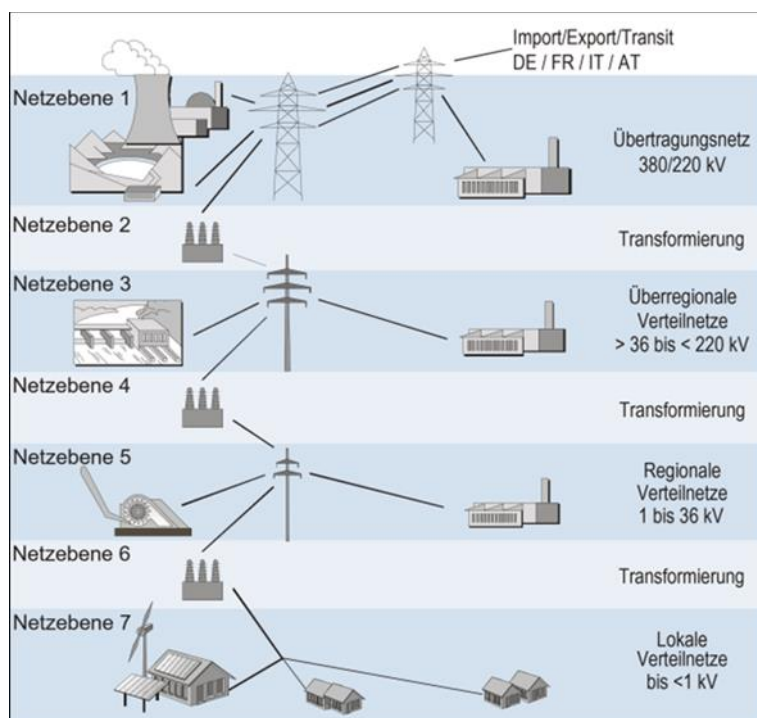 Import/Export/Transit
DE / FR / IT / AT
Netzebene 1
Übertragungsnetz
380/220 kV
Netzebene 2
Transformierung
Netzebene 3
Überregionale
Verteilnetze
> 36 bis < 220 kV
Netzebene 4
Transformierung
Netzebene 5
Regionale
Verteilnetze
1 bis 36 kV
Netzebene 6
Transformierung
Netzebene 7
Lokale
Verteilnetze
bis <1 kV